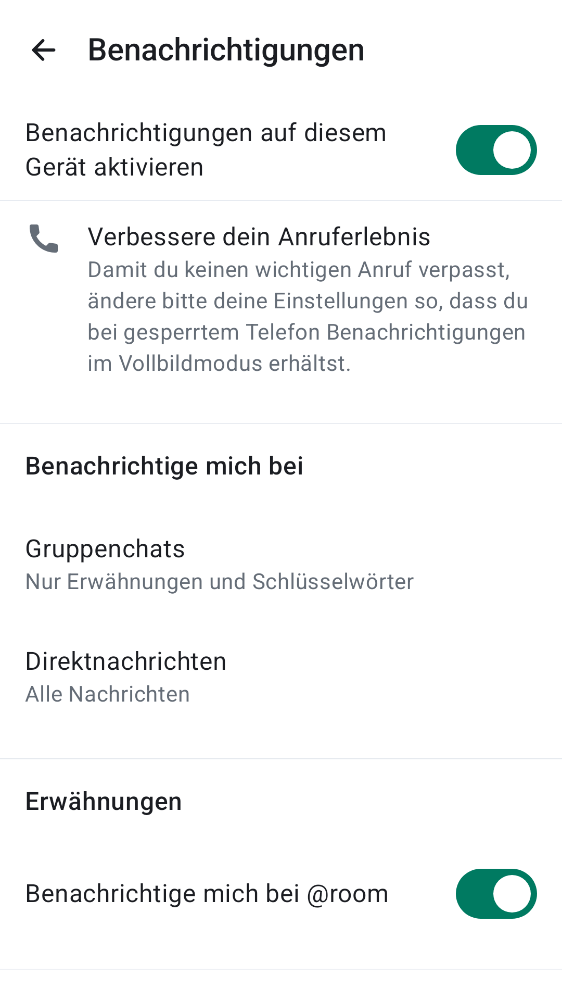 Benachrichtigungen
Benachrichtigungen auf diesem
Gerät aktivieren
Verbessere dein Anruferlebnis
Damit du keinen wichtigen Anruf verpasst,
ändere bitte deine Einstellungen so, dass du
bei gesperrtem Telefon Benachrichtigungen
im Vollbildmodus erhältst.
Benachrichtige mich bei
Gruppenchats
Nur Erwähnungen und Schlüsselwörter
Direktnachrichten
Alle Nachrichten
Erwähnungen
Benachrichtige mich bei @room